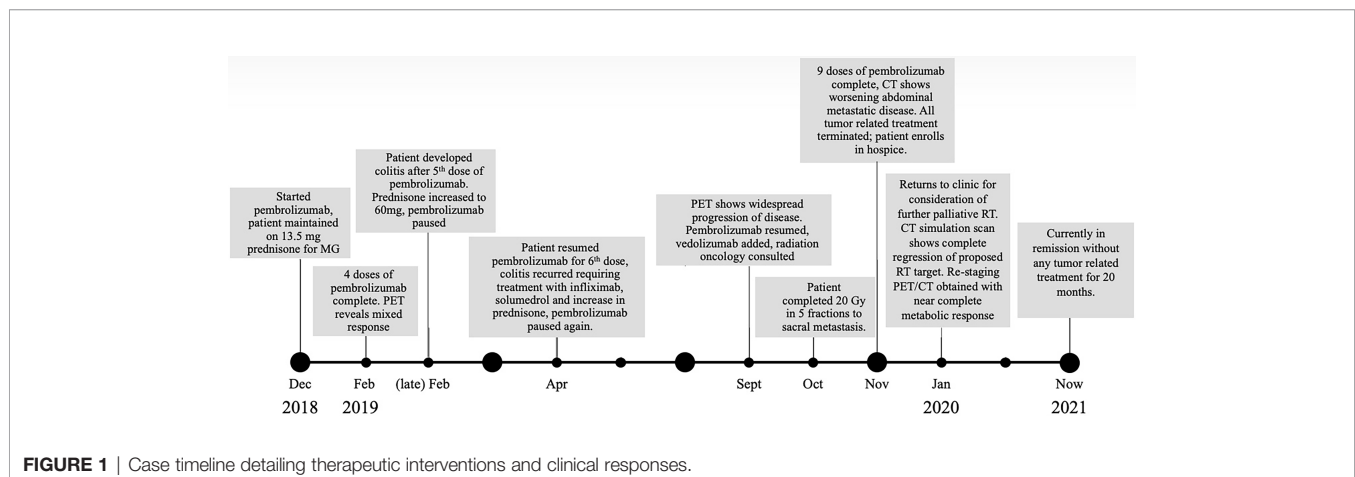 Started
pembrolizumab,
patient maintained
on 13.5 mg
prednisone for MG
4 doses of
pembrolizumab
complete. PET
reveals mixed
response
Patient developed
colitis after 5th dose of
pembrolizumab.
Prednisone increased to
60mg, pembrolizumab
paused
Patient resumed
pembrolizumab for 6th dose,
colitis recurred requiring
treatment with infliximab,
solumedrol and increase in
prednisone, pembrolizumab
paused again.
PET shows widespread
progression of disease.
Pembrolizumab resumed,
vedolizumab added, radiation
oncology consulted
Patient
completed 20 Gy
in 5 fractions to
sacral metastasis.
9 doses of pembrolizumab
complete, CT shows
worsening abdominal
metastatic disease. All
tumor related treatment
terminated; patient enrolls
in hospice.
Returns to clinic for
consideration of
further palliative RT.
CT simulation scan
shows complete
regression of proposed
RT target. Re-staging
PET/CT obtained with
near complete
metabolic response
Currently in
remission without
any tumor related
treatment for 20
months.
Dec Feb (late) Feb Apr Sept Oct Nov Jan Now
2018 2019 2020 2021
FIGURE 1 | Case timeline detailing therapeutic interventions and clinical responses.